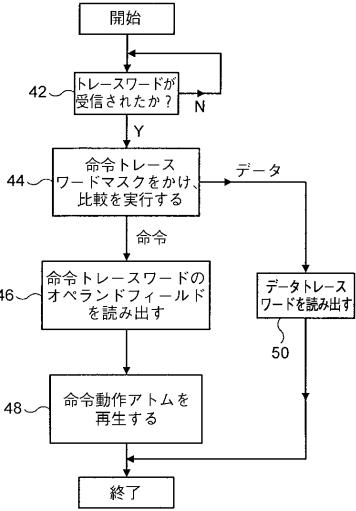 開始
42
トレースワードが
受信されたか？
N
Y
44
命令トレース
ワードマスクをかけ、
比較を実行する
データ
命令
46
命令トレースワードの
オペランドフィールド
を読み出す
データトレース
ワードを読み出す
50
48
命令動作アトムを
再生する
終了